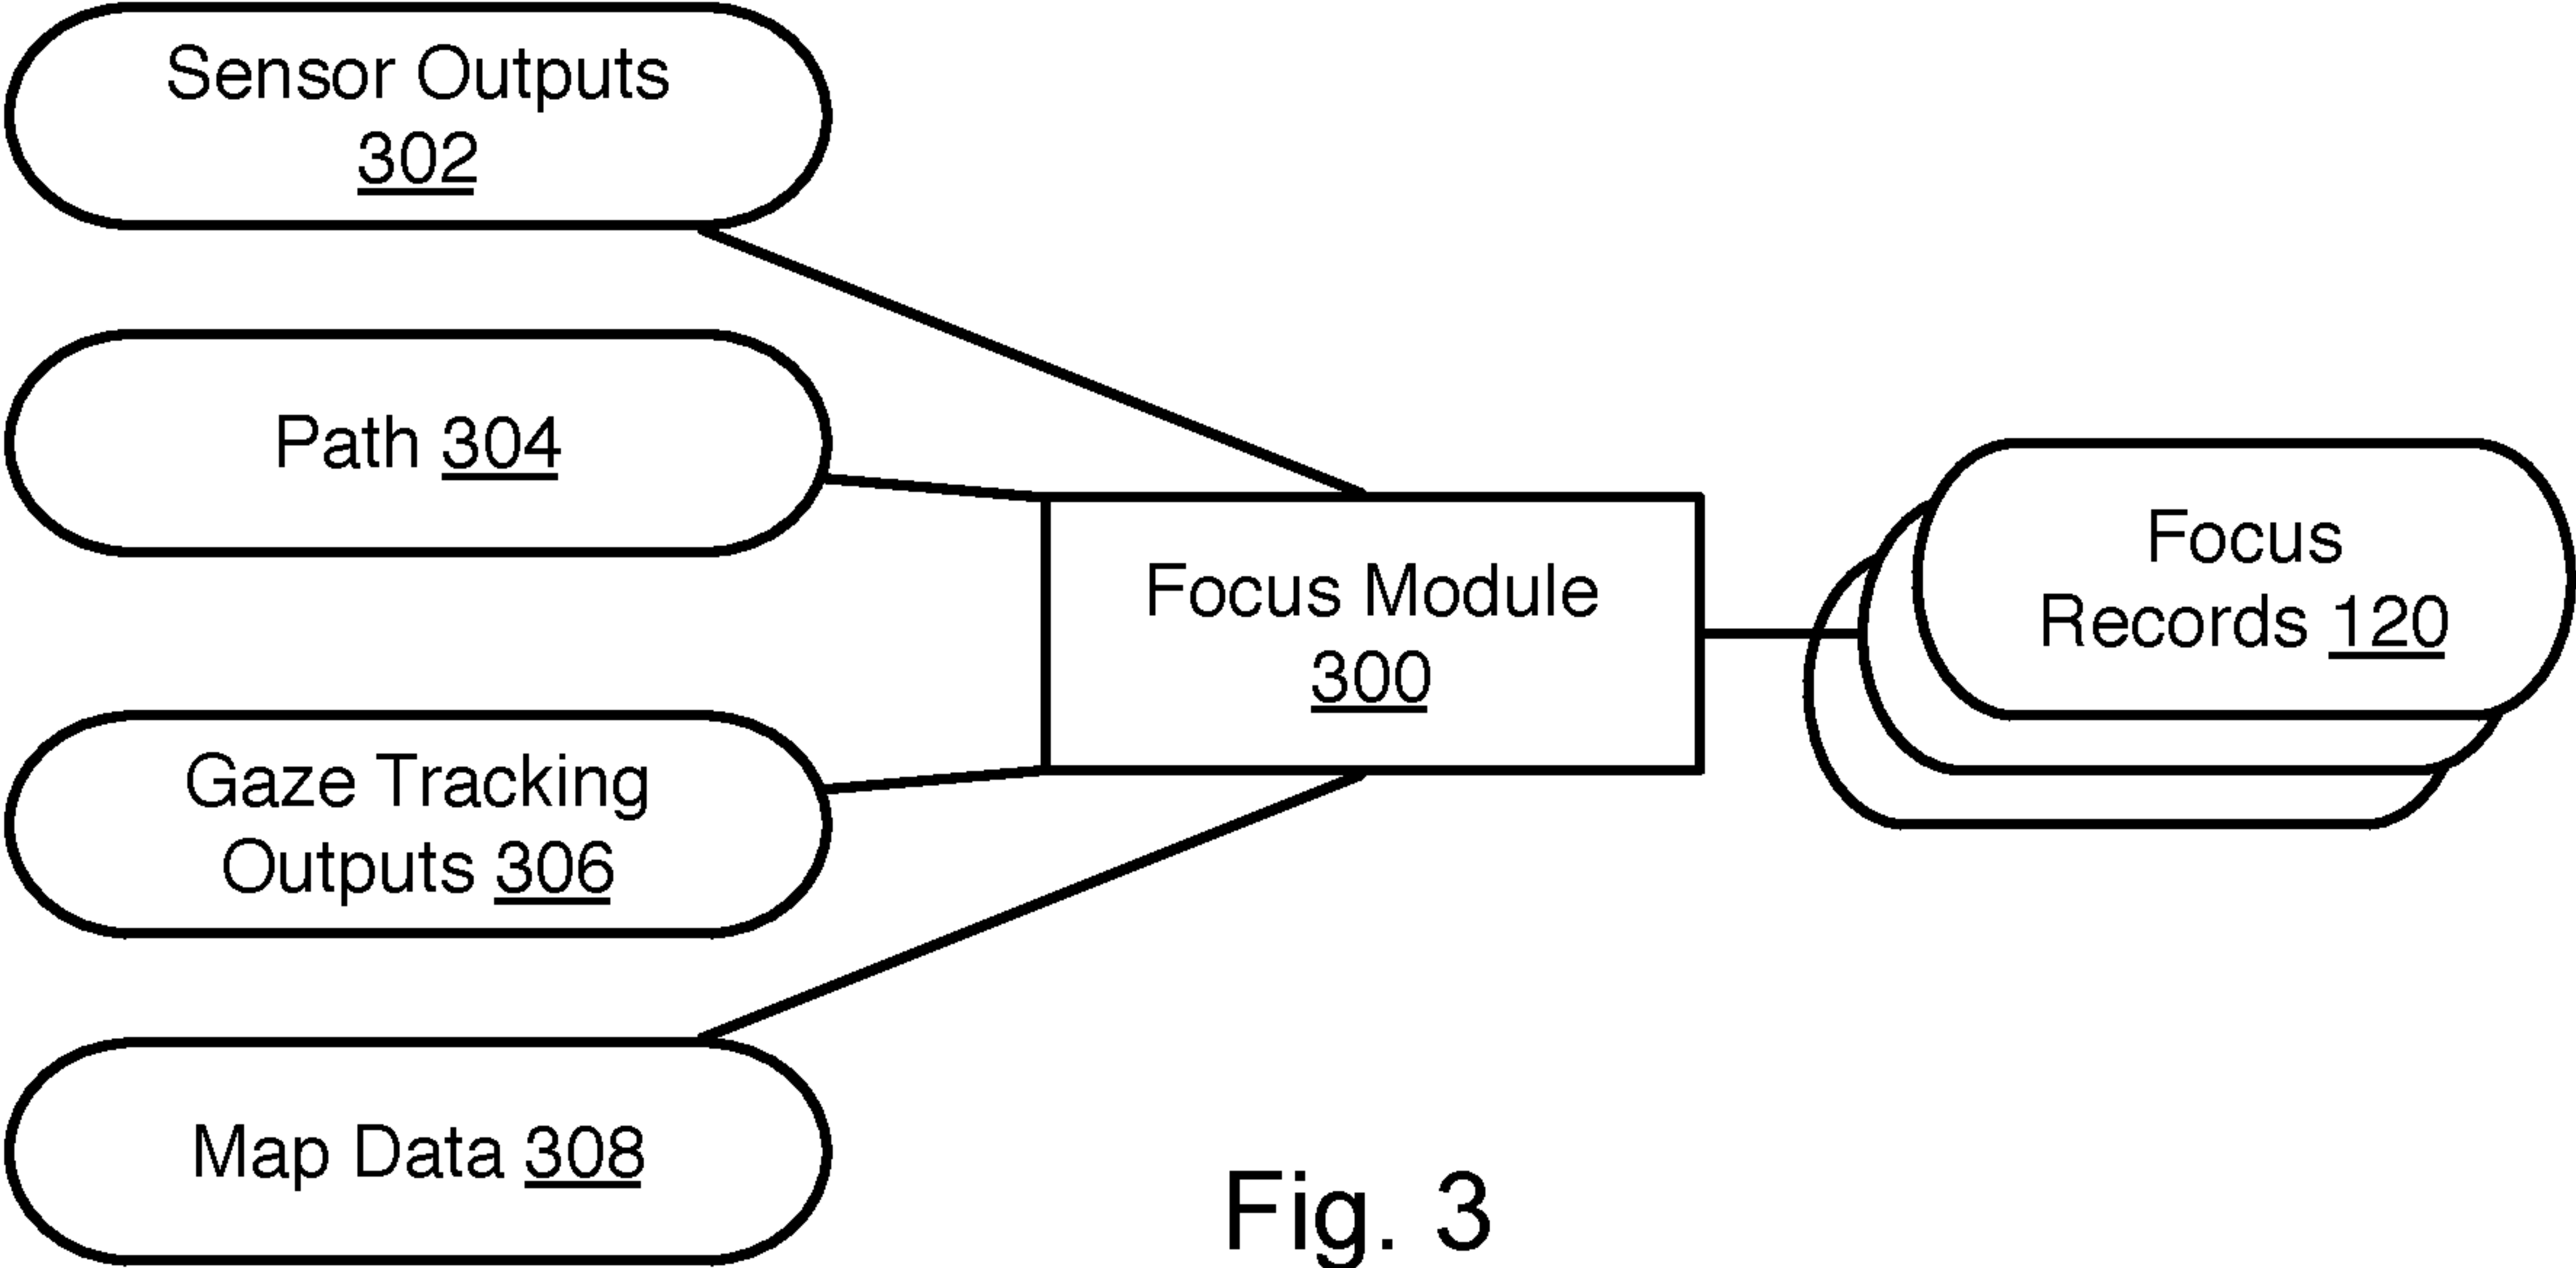 Sensor Outputs
302
Path 304
Gaze Tracking
Outputs 306
Map Data 308
Focus Module
300
Focus
Records 120
Fig. 3